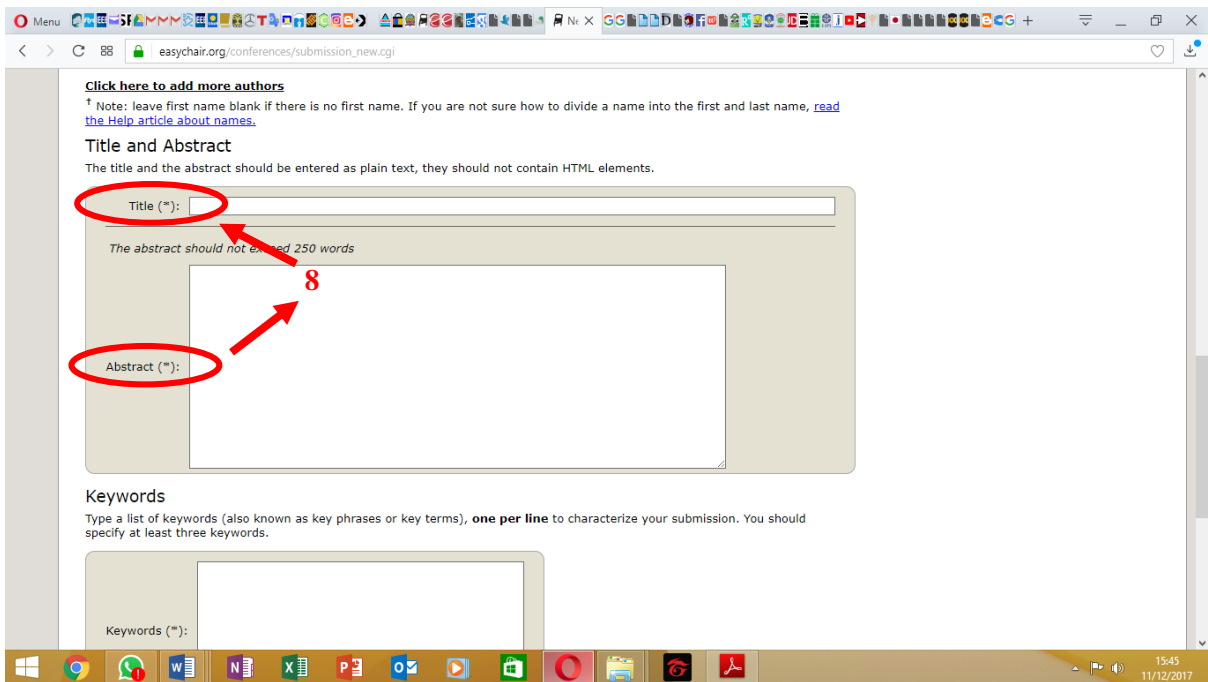 Menu
easychair.org/conferences/submission_new.cgi
Click here to add more authors
† Note: leave first name blank if there is no first name. If you are not sure how to divide a name into the first and last name, read
the Help article about names.
Title and Abstract
The title and the abstract should be entered as plain text, they should not contain HTML elements.
Title (*):
The abstract should not exceed 250 words
8
Abstract (*):
Keywords
Type a list of keywords (also known as key phrases or key terms), one per line to characterize your submission. You should
specify at least three keywords.
Keywords (*):
15:45
11/12/2017